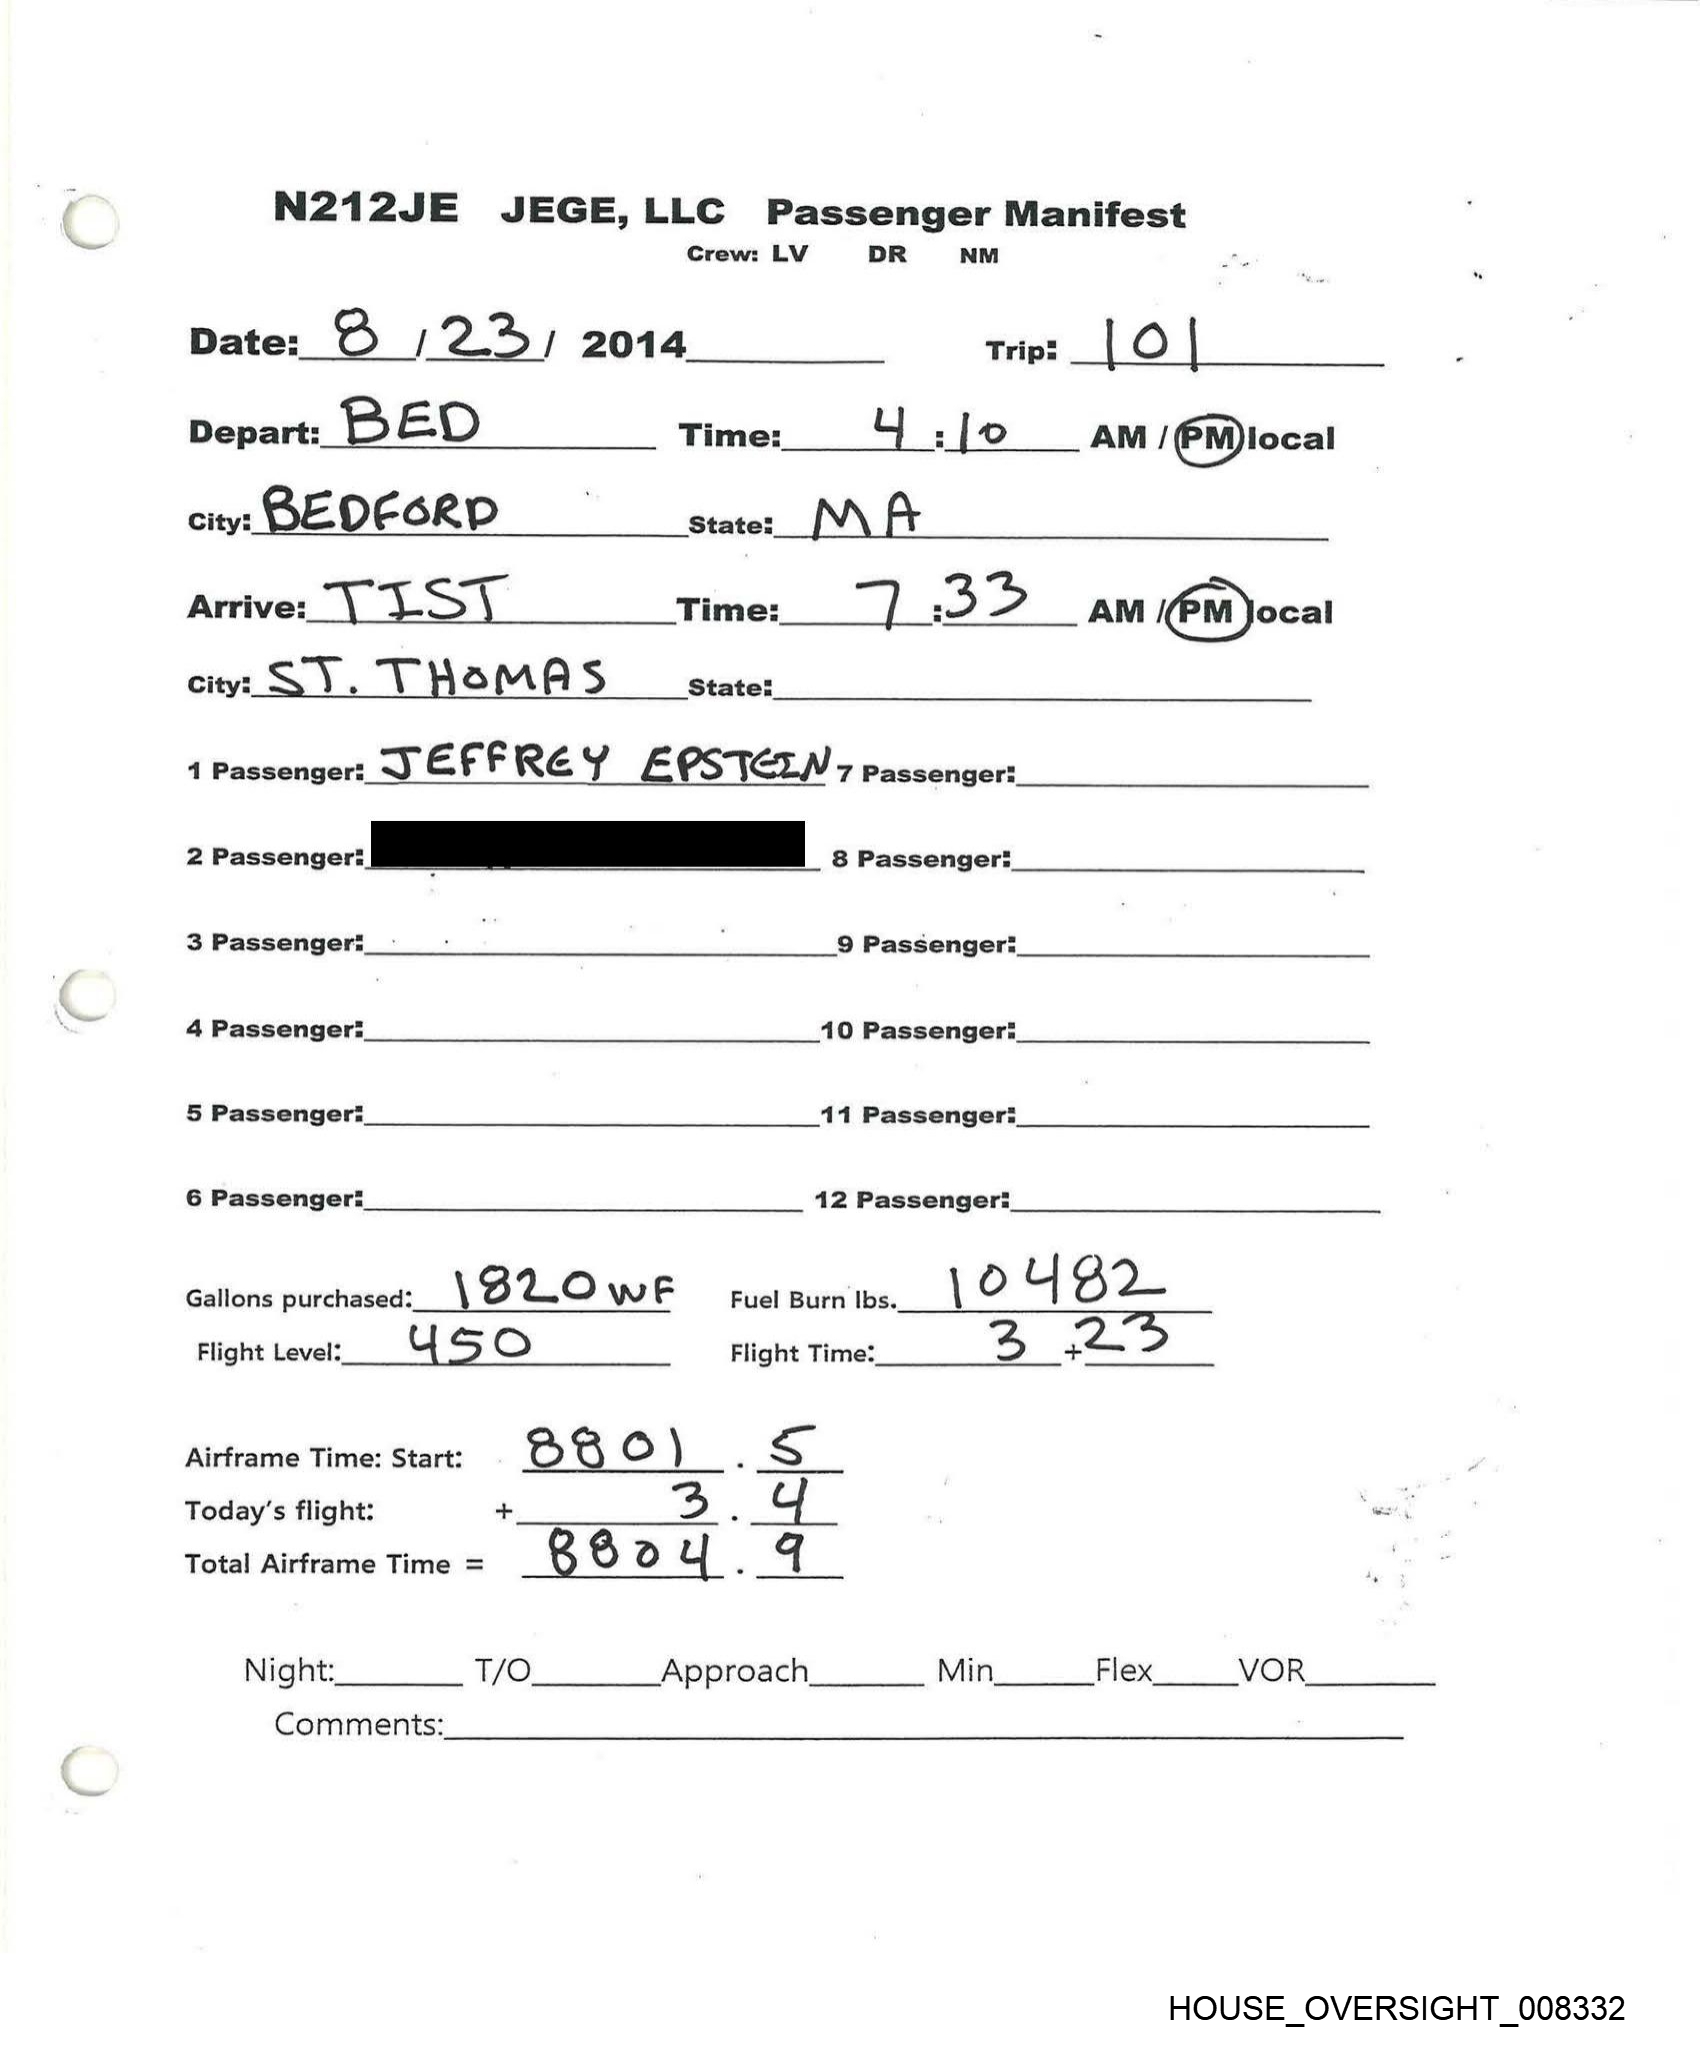 N212JE JEGE, LLC Passenger Manifest
Crew: LV DR NM
Date: 8 / 23 / 2014 Trip: 101
Depart: BED Time: 4:10 AM / PM local
City: BEDFORD State: MA
Arrive: TIST Time: 7:33 AM / PM local
City: ST. THOMAS State:
1 Passenger: JEFFREY EPSTEIN 7 Passenger:
2 Passenger: 8 Passenger:
3 Passenger: 9 Passenger:
4 Passenger: 10 Passenger:
5 Passenger: 11 Passenger:
6 Passenger: 12 Passenger:
Gallons purchased: 1820 WF Fuel Burn lbs. 10482
Flight Level: 450 Flight Time: 3 + 23
Airframe Time: Start: 8801 . 5
Today's flight: + 3 . 4
Total Airframe Time = 8804 . 9
Night: T/O Approach Min Flex VOR
Comments:
HOUSE_OVERSIGHT_008332